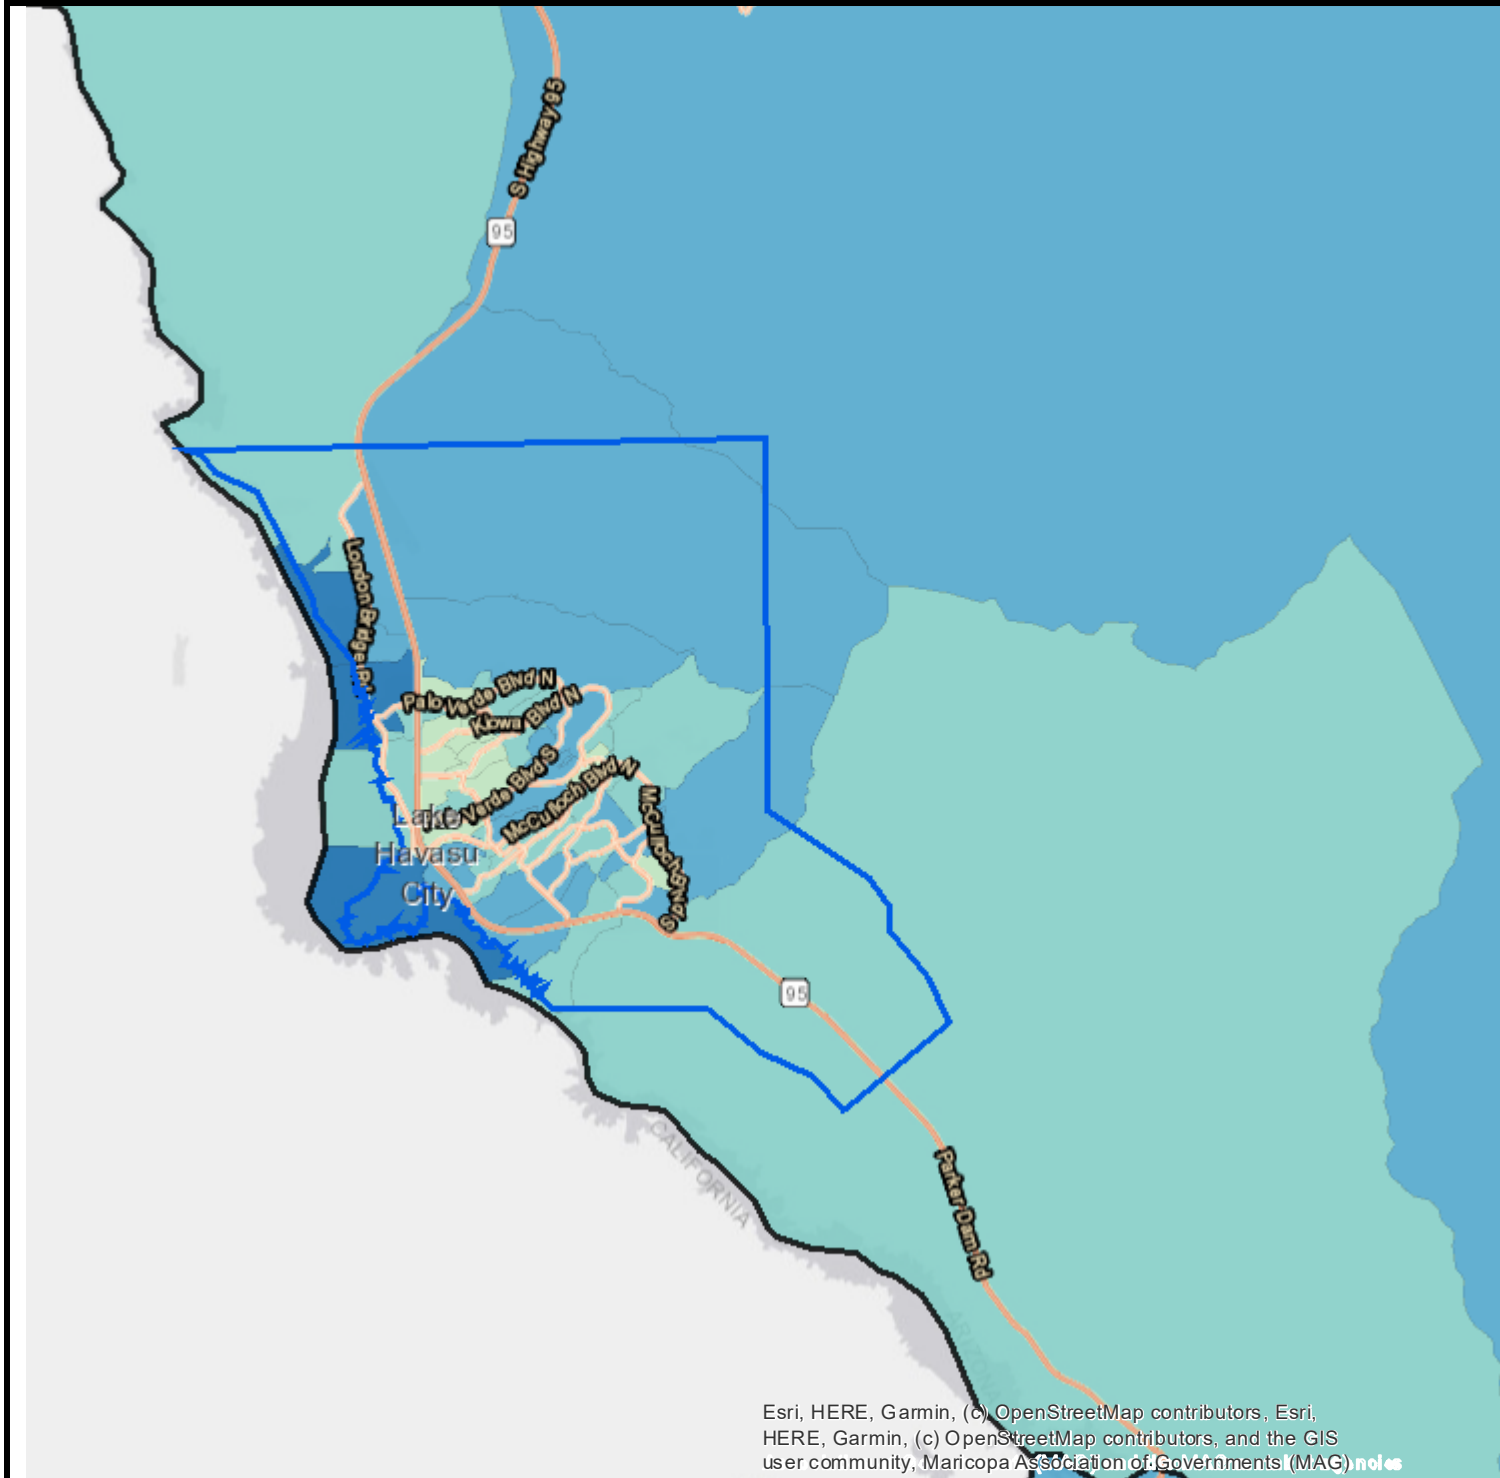 S Highway 95
95
London Bridge Rd
Palo Verde Blvd N
Kiowa Blvd N
Verde Blvd S
McCulloch Blvd N
McCulloch Blvd S
Lake
Havasu
City
95
CALIFORNIA
Parker Dam Rd
ARIZONA
Esri, HERE, Garmin, (c) OpenStreetMap contributors, Esri,
HERE, Garmin, (c) OpenStreetMap contributors, and the GIS
user community, Maricopa Association of Governments (MAG)